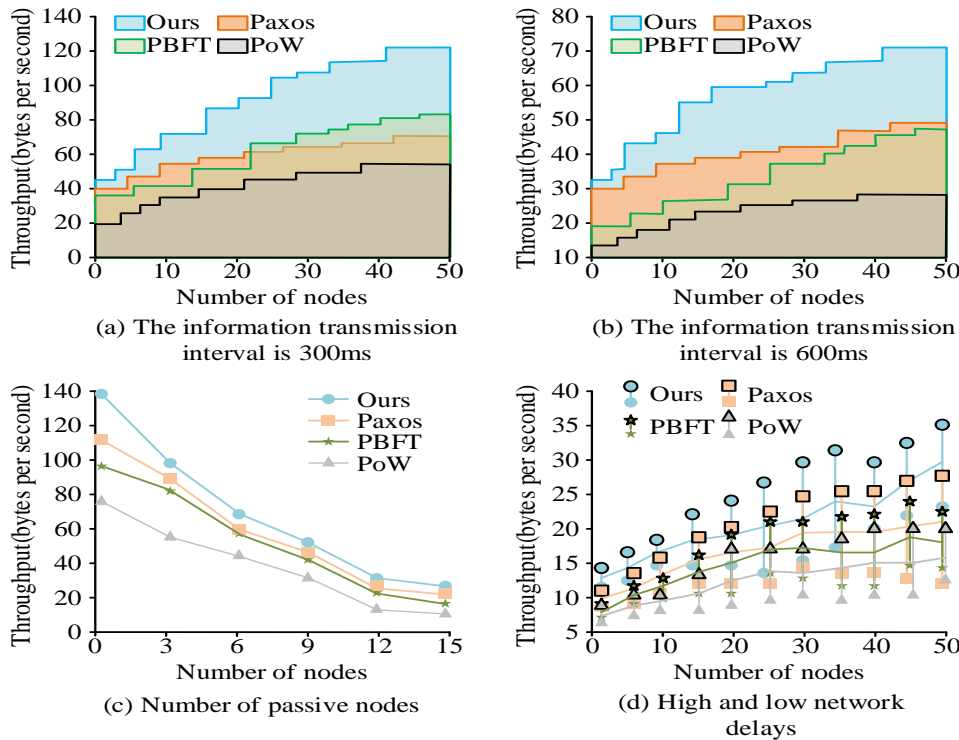 Ours Paxos
PBFT PoW
Throughput(bytes per second)
140
120
100
80
60
40
20
0
0 10 20 30 40 50
Number of nodes
(a) The information transmission
interval is 300ms
Ours Paxos
PBFT PoW
Throughput(bytes per second)
80
70
60
50
40
30
20
10
0 10 20 30 40 50
Number of nodes
(b) The information transmission
interval is 600ms
Ours
Paxos
PBFT
PoW
Throughput(bytes per second)
140
120
100
80
60
40
20
0
0 3 6 9 12 15
Number of nodes
(c) Number of passive nodes
Ours Paxos
PBFT PoW
Throughput(bytes per second)
40
35
30
25
20
15
10
5
0 10 20 30 40 50
Number of nodes
(d) High and low network
delays